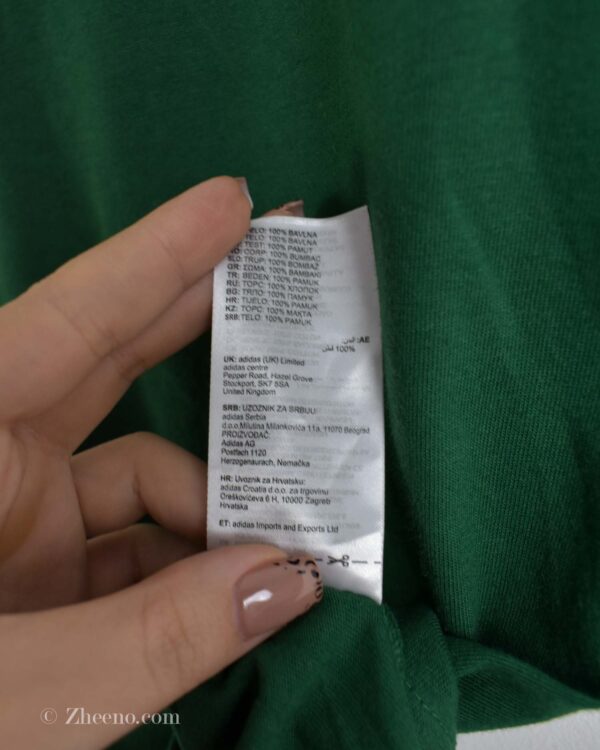 TELO: 100% BAVLNA
TELO: 100% BAVLNA
TEST: 100% PAMUT
CORP: 100% BUMBAC
SLO: TRUP: 100% BOMBAŽ
GR: ΣΩΜΑ: 100% ΒΑΜΒΑΚΙ
TR: BEDEN: 100% PAMUK
RU: ТОРС: 100% ХЛОПОК
BG: ТЯЛО: 100% ПАМУК
HR: TIJELO: 100% PAMUK
KZ: ТОРС: 100% МАКТА
SRB: TELO: 100% PAMUK
:AE
100%
UK: adidas (UK) Limited
adidas centre
Pepper Road, Hazel Grove
Stockport, SK7 5SA
United Kingdom
SRB: UZOZNIK ZA SRBIJU:
adidas Serbia
d.o.o.Milutina Milankovića 11a, 11070 Belgrad
PROIZVOĐAČ:
Adidas AG
Postfach 1120
Herzogenaurach, Nemačka
HR: Uvoznik za Hrvatsku:
adidas Croatia d.o.o. za trgovinu
Oreškovićeva 6 H, 10000 Zagreb
Hrvatska
ET: adidas Imports and Exports Ltd
© Zheeno.com